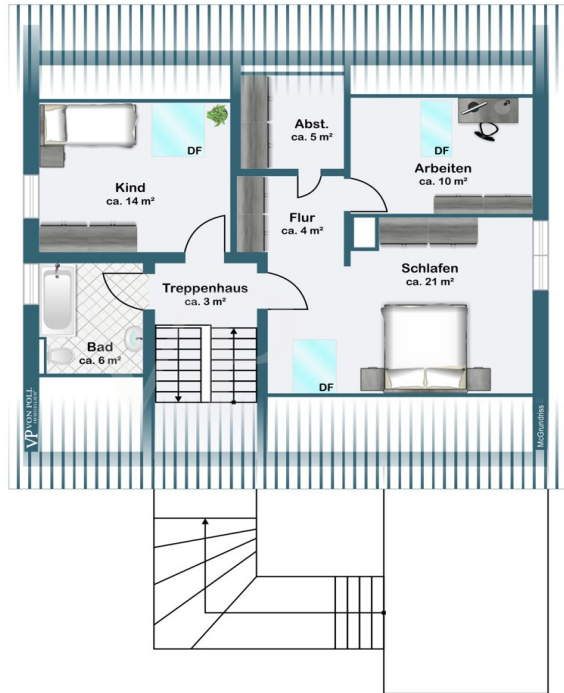 Abst.
ca. 5 m²
DF
DF
Arbeiten
ca. 10 m²
Kind
ca. 14 m²
Flur
ca. 4 m²
Schlafen
ca. 21 m²
Treppenhaus
ca. 3 m²
Bad
ca. 6 m²
DF
VP VON POLL
IMMOBILIEN
McGrundriss